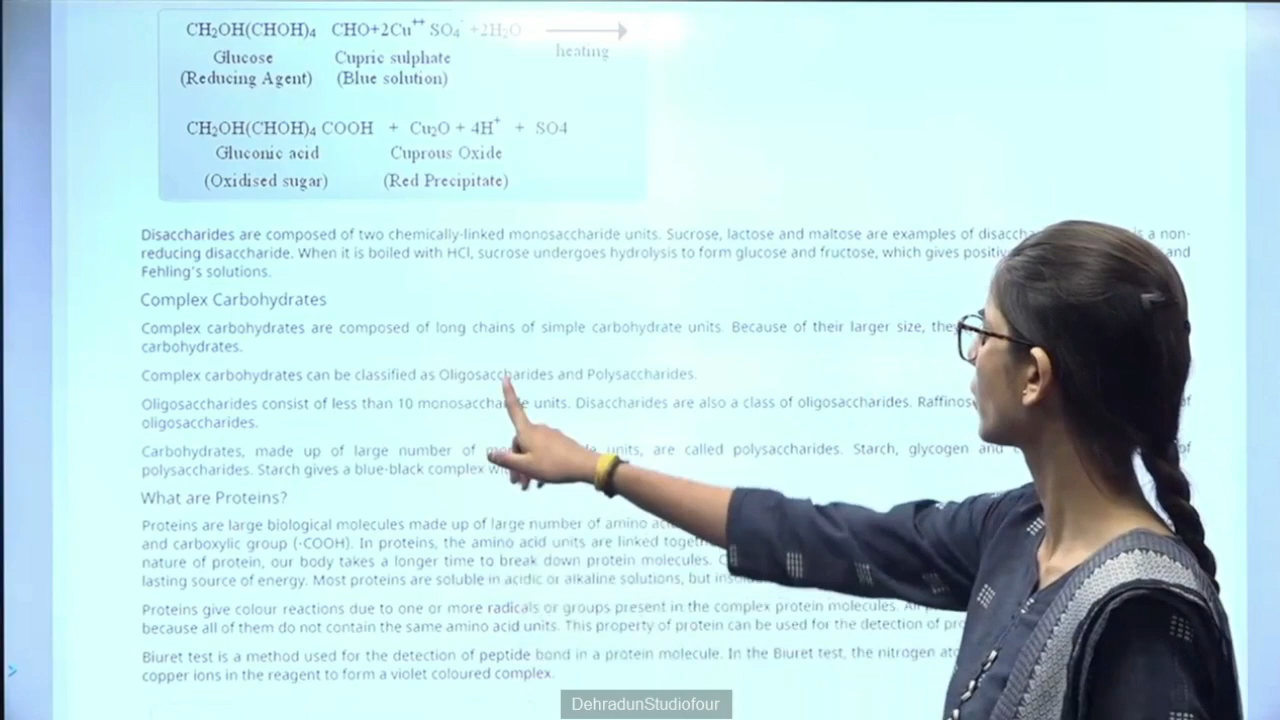 CH₂OH(CHOH)₄ CHO+2Cu⁺⁺ SO₄⁻ +2H₂O
heating
Glucose Cupric sulphate
(Reducing Agent) (Blue solution)
CH₂OH(CHOH)₄ COOH + Cu₂O + 4H⁺ + SO4
Gluconic acid Cuprous Oxide
(Oxidised sugar) (Red Precipitate)
Disaccharides are composed of two chemically-linked monosaccharide units. Sucrose, lactose and maltose are examples of is a non-
reducing disaccharide. When it is boiled with HCl, sucrose undergoes hydrolysis to form glucose and fructose, which gives and
Fehling's solutions.
Complex Carbohydrates
Complex carbohydrates are composed of long chains of simple carbohydrate units. Because of their larger size,
carbohydrates.
Complex carbohydrates can be classified as Oligosaccharides and Polysaccharides.
Oligosaccharides consist of less than 10 monosaccharide units. Disaccharides are also a class of oligosaccharides. of
oligosaccharides.
Carbohydrates, made up of large number of units, are called polysaccharides. Starch, glycogen and of
polysaccharides. Starch gives a blue-black complex
What are Proteins?
Proteins are large biological molecules made up of large number of amino
and carboxylic group (-COOH). In proteins, the amino acid units are linked
nature of protein, our body takes a longer time to break down protein molecules.
lasting source of energy. Most proteins are soluble in acidic or alkaline solutions, but
Proteins give colour reactions due to one or more radicals or groups present in the complex protein molecules.
because all of them do not contain the same amino acid units. This property of protein can be used for the detection of
Biuret test is a method used for the detection of peptide bond in a protein molecule. In the Biuret test, the nitrogen
copper ions in the reagent to form a violet coloured complex.
DehradunStudiofour